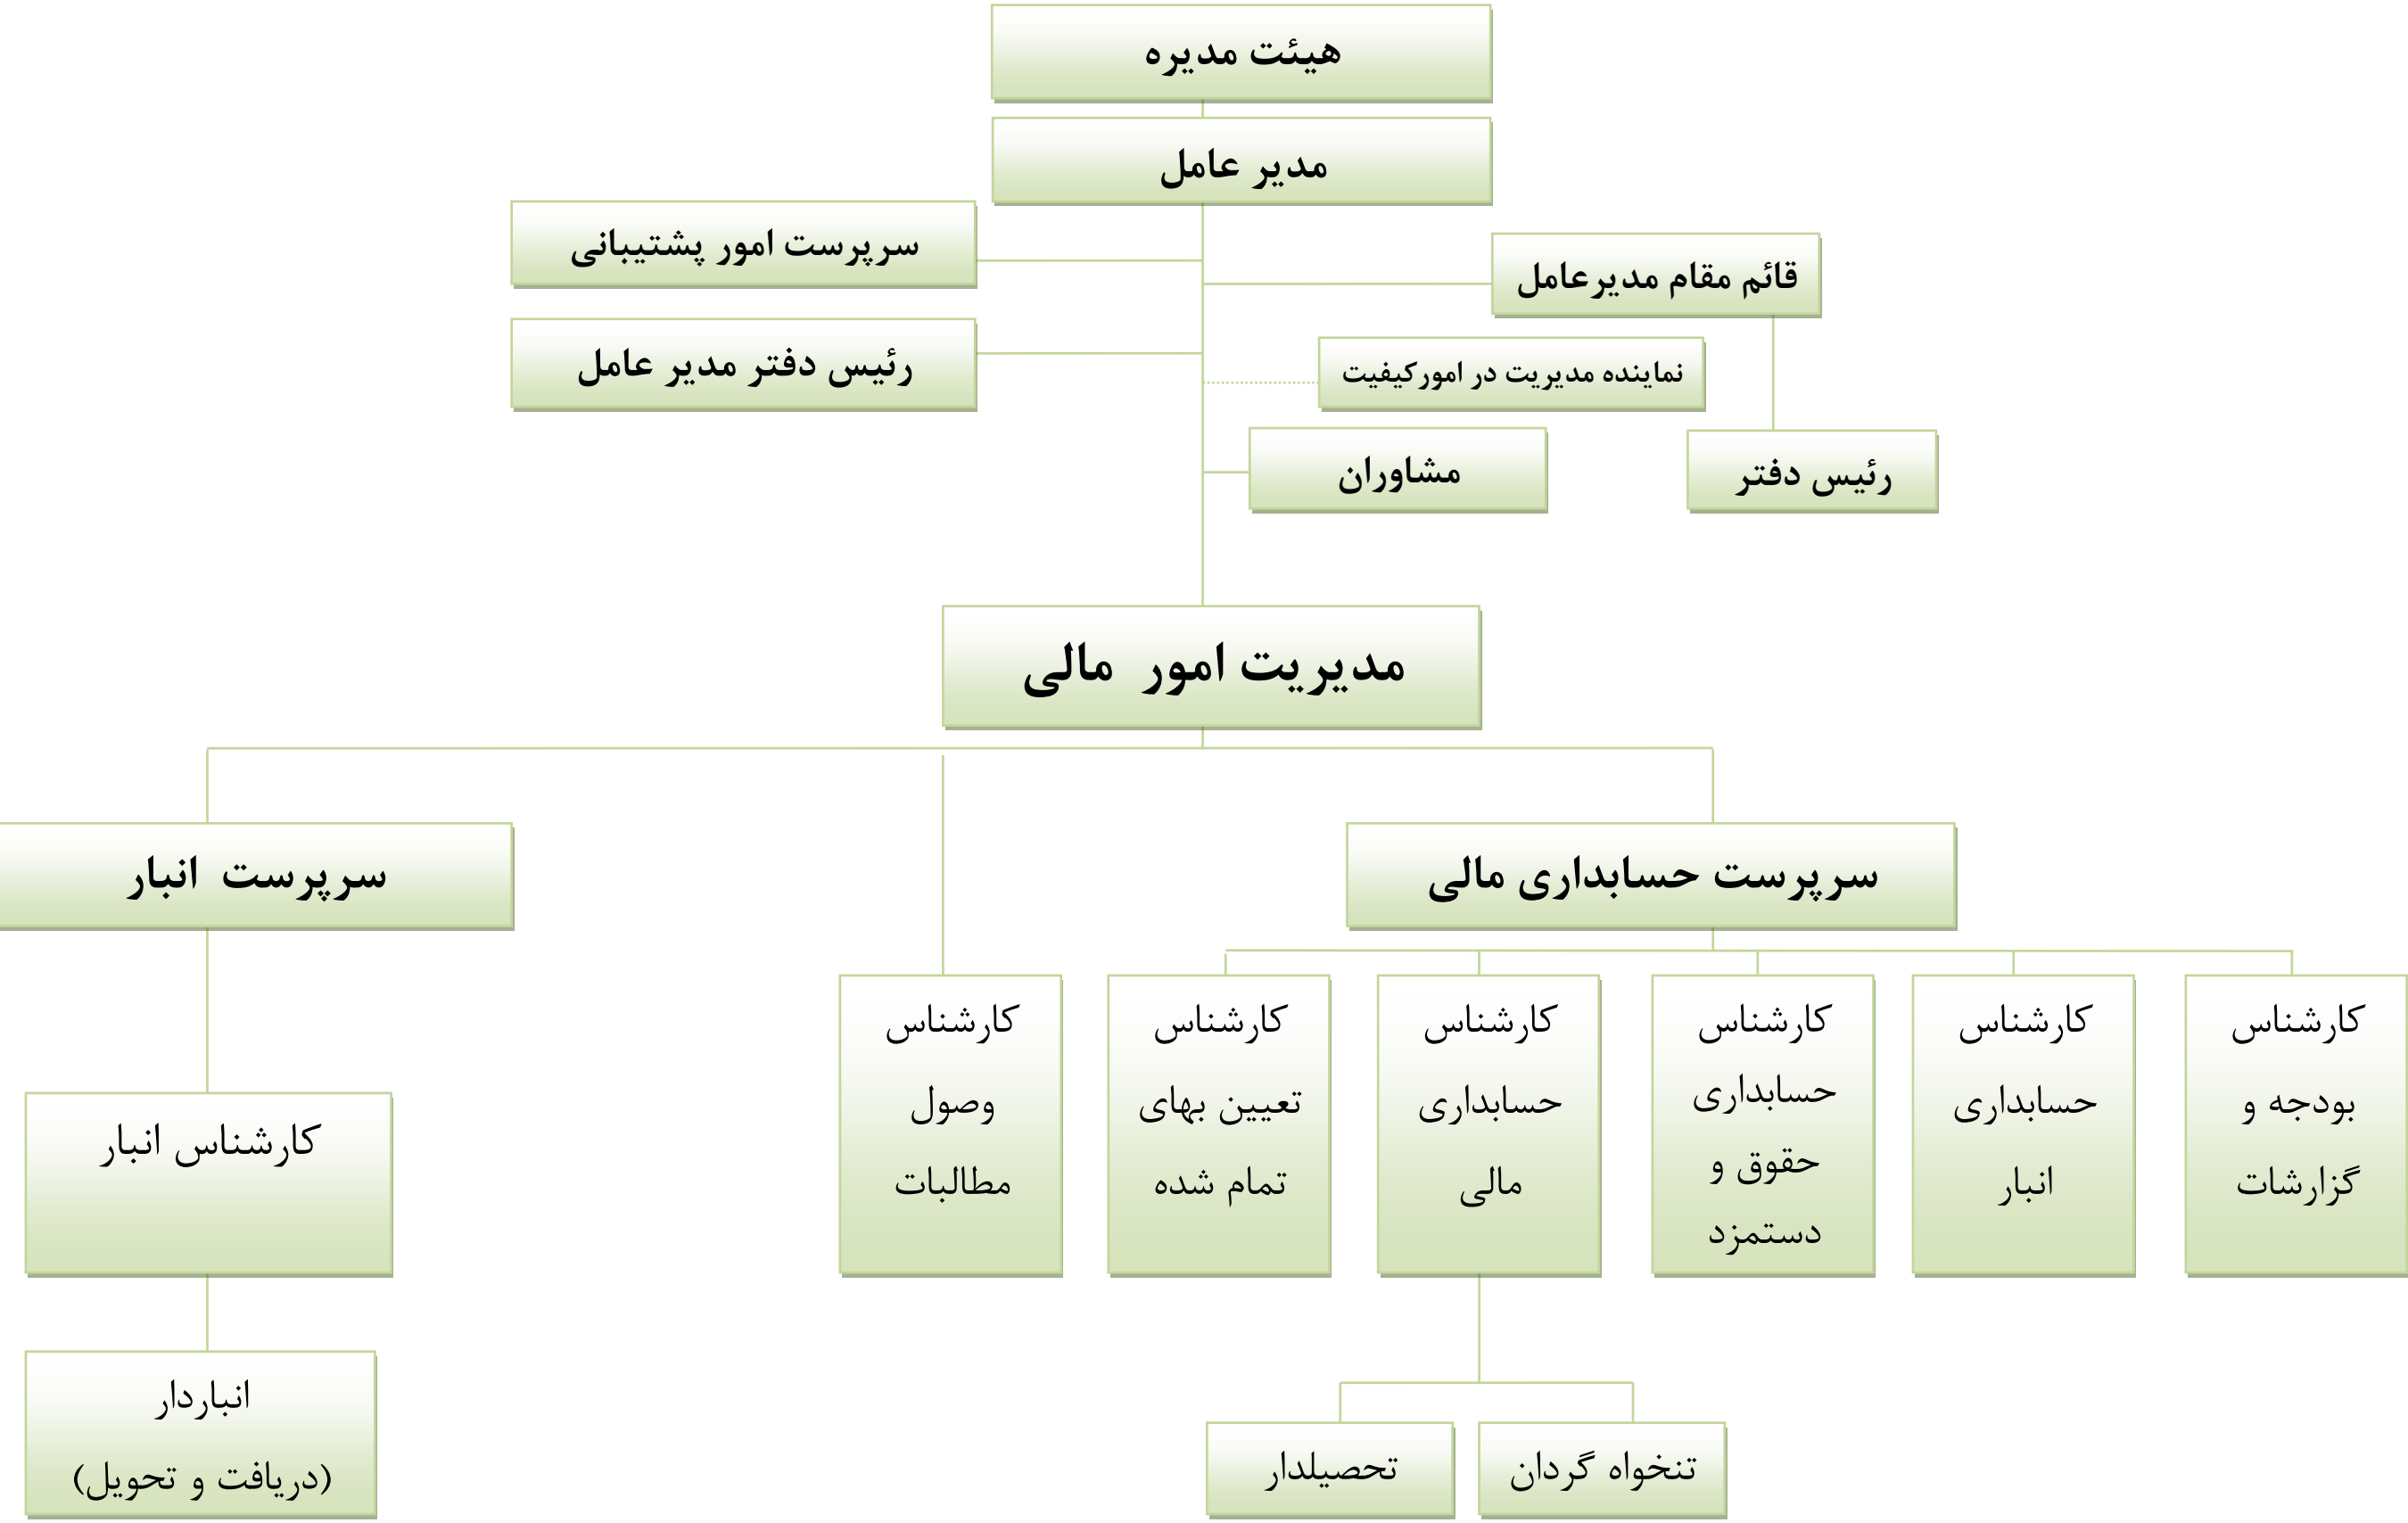 هیئت مدیره
مدیر عامل
سرپرست امور پشتیبانی
قائم مقام مدیرعامل
رئیس دفتر مدیر عامل
نماینده مدیریت در امورکیفیت
مشاوران
رئیس دفتر
مدیریت امور مالی
سرپرست حسابداری مالی
سرپرست انبار
کارشناس
بودجه و
گزارشات
کارشناس
حسابداری
انبار
کارشناس
حسابداری
حقوق و
دستمزد
کارشناس
حسابداری
مالی
کارشناس
تعیین بهای
تمام شده
کارشناس
وصول
مطالبات
کارشناس انبار
تنخواه گردان
تحصیلدار
انباردار
(دریافت و تحویل)